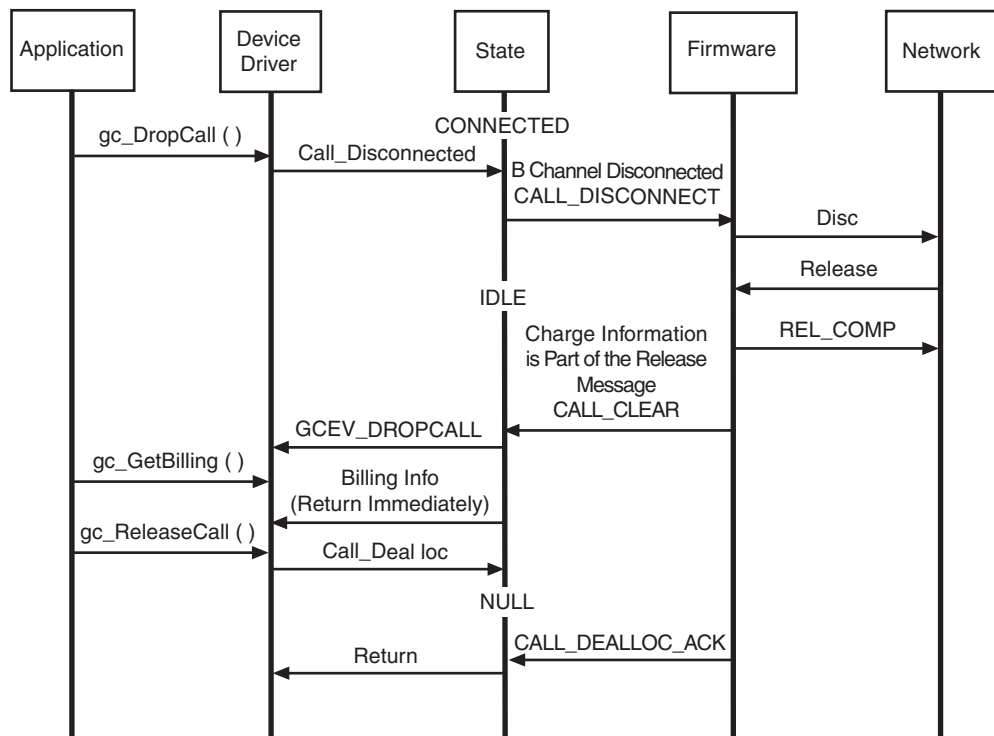 Application
Device
Driver
State
Firmware
Network
CONNECTED
gc_DropCall ( )
Call_Disconnected
B Channel Disconnected
CALL_DISCONNECT
Disc
Release
IDLE
REL_COMP
Charge Information
is Part of the Release
Message
CALL_CLEAR
GCEV_DROPCALL
gc_GetBilling ( )
Billing Info
(Return Immediately)
gc_ReleaseCall ( )
Call_Deal loc
NULL
CALL_DEALLOC_ACK
Return